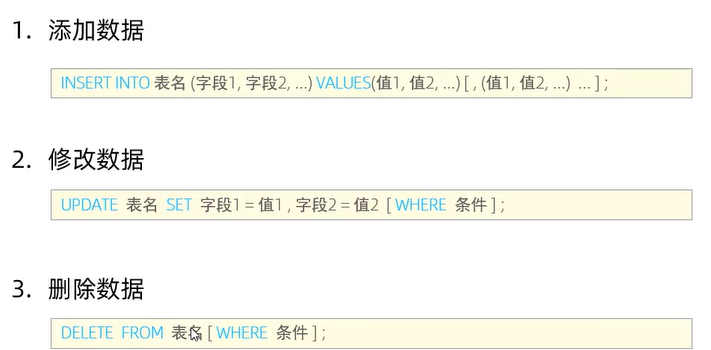 1. 添加数据
INSERT INTO 表名 (字段1, 字段2, ...) VALUES(值1, 值2, ...) [ , (值1, 值2, ...) ... ] ;
2. 修改数据
UPDATE 表名 SET 字段1 = 值1 , 字段2 = 值2 [ WHERE 条件 ] ;
3. 删除数据
DELETE FROM 表名 [ WHERE 条件 ] ;